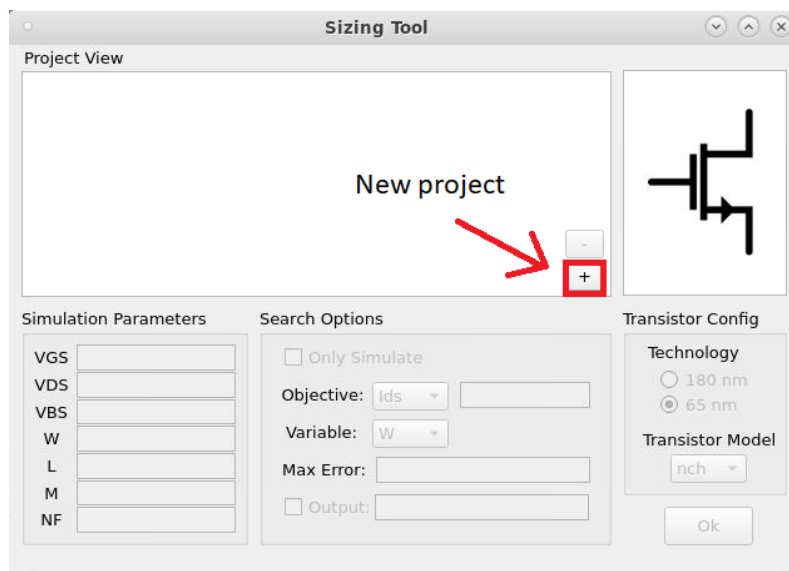 Sizing Tool
Project View
New project
-
+
Simulation Parameters
VGS
VDS
VBS
W
L
M
NF
Search Options
Only Simulate
Objective: Ids
Variable: W
Max Error:
Output:
Transistor Config
Technology
180 nm
65 nm
Transistor Model
nch
Ok